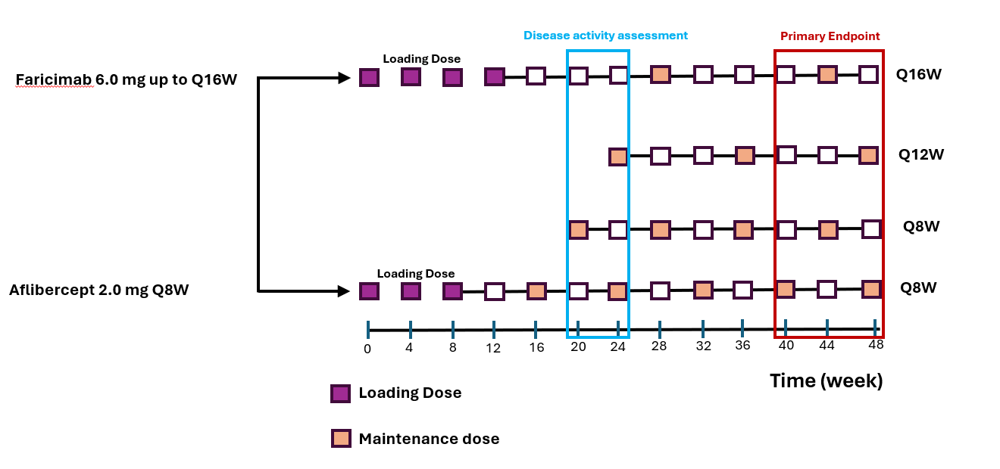 Disease activity assessment
Primary Endpoint
Loading Dose
Faricimab 6.0 mg up to Q16W
Q16W
Q12W
Q8W
Loading Dose
Aflibercept 2.0 mg Q8W
Q8W
0 4 8 12 16 20 24 28 32 36 40 44 48
Time (week)
Loading Dose
Maintenance dose